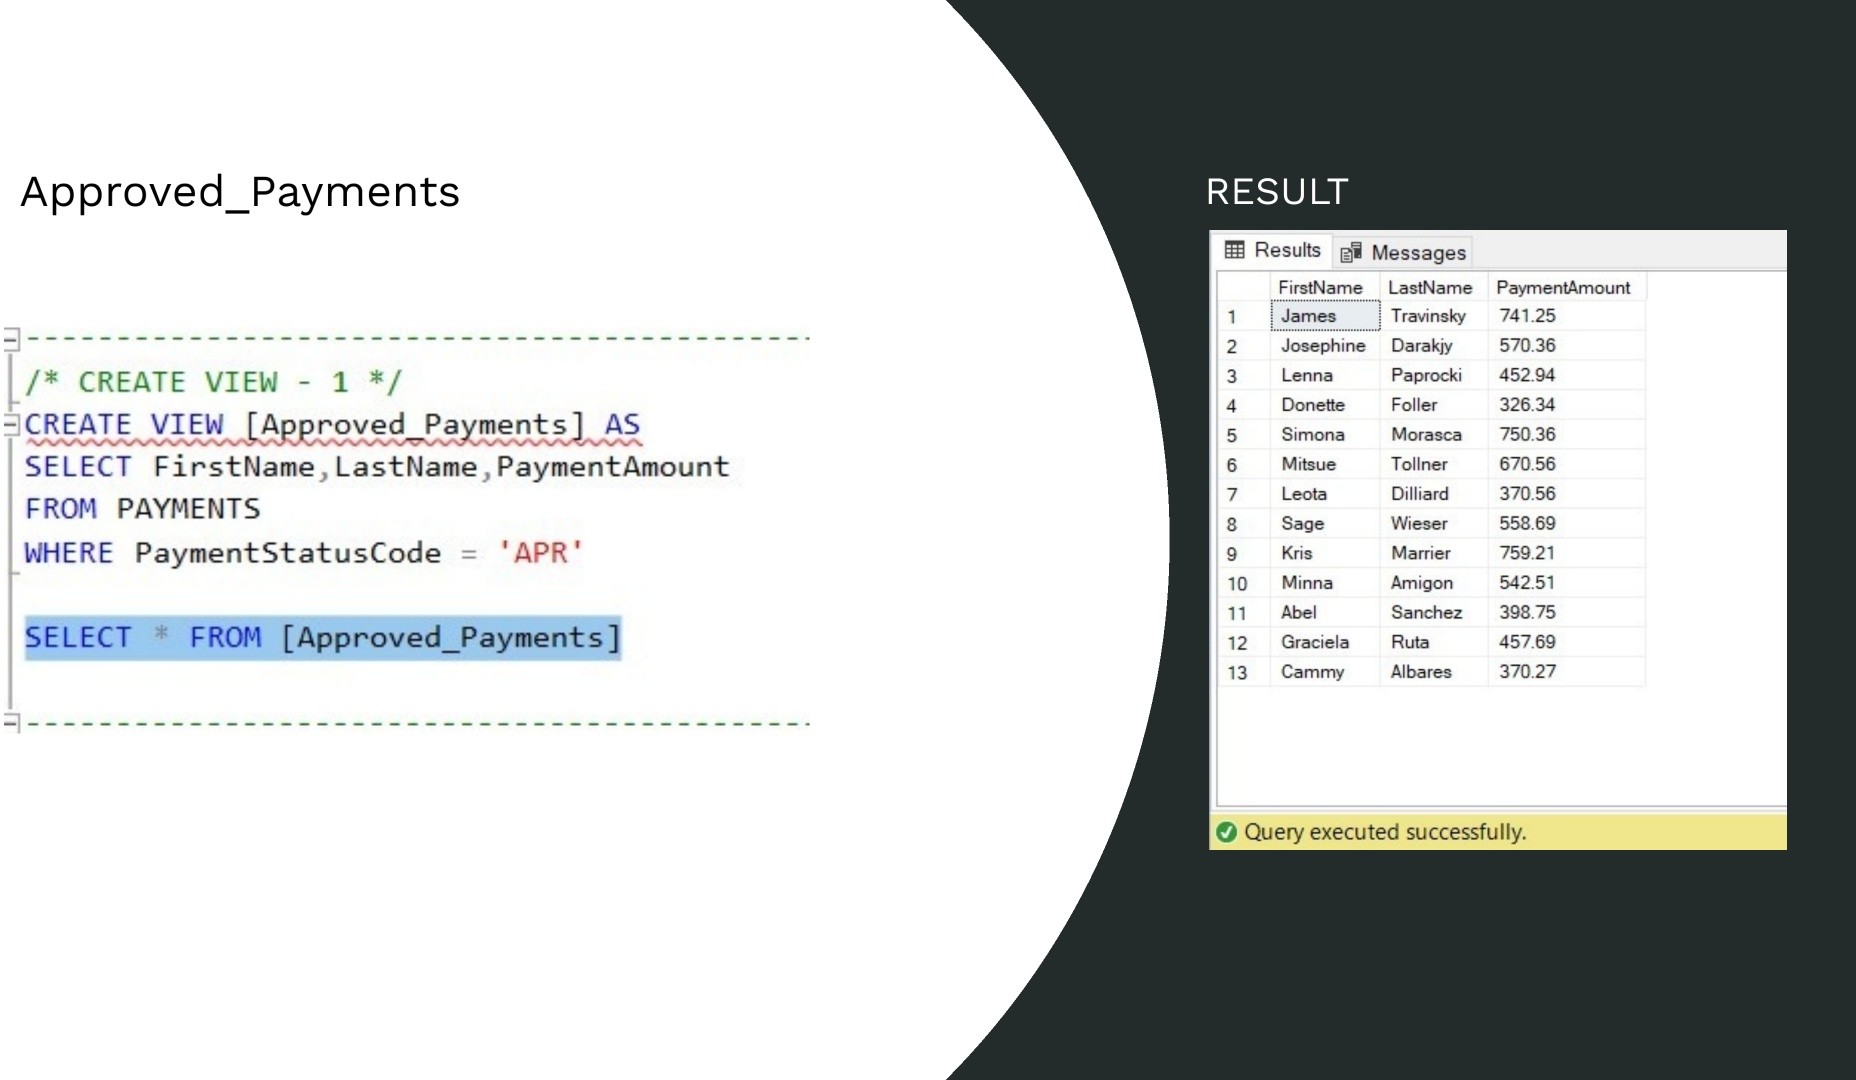 Approved_Payments
/* CREATE VIEW - 1 */
CREATE VIEW [Approved_Payments] AS
SELECT FirstName,LastName,PaymentAmount
FROM PAYMENTS
WHERE PaymentStatusCode = 'APR'
SELECT * FROM [Approved_Payments]
RESULT
Results Messages
FirstName LastName PaymentAmount
1 James Travinsky 741.25
2 Josephine Darakjy 570.36
3 Lenna Paprocki 452.94
4 Donette Foller 326.34
5 Simona Morasca 750.36
6 Mitsue Tollner 670.56
7 Leota Dilliard 370.56
8 Sage Wieser 558.69
9 Kris Marrier 759.21
10 Minna Amigon 542.51
11 Abel Sanchez 398.75
12 Graciela Ruta 457.69
13 Cammy Albares 370.27
Query executed successfully.